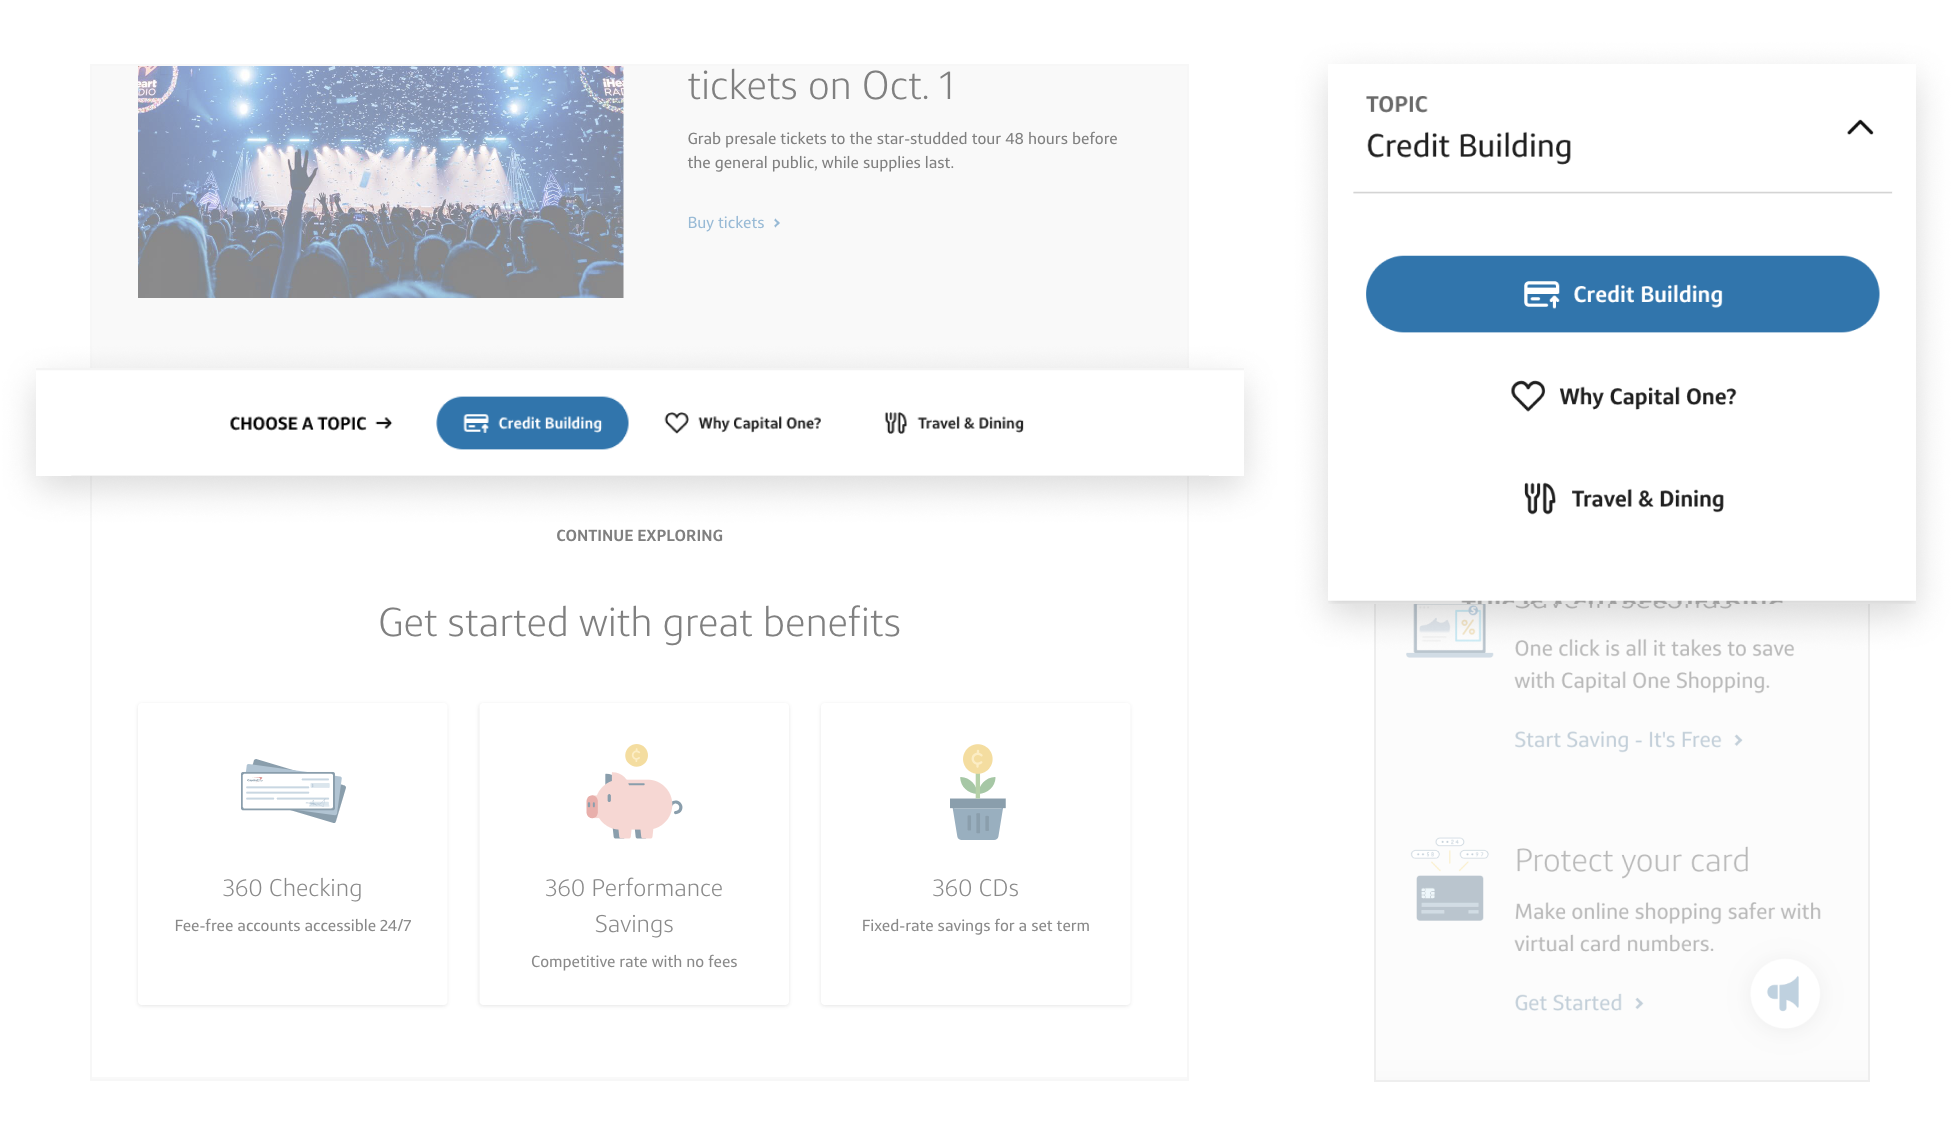 tickets on Oct. 1
Grab presale tickets to the star-studded tour 48 hours before
the general public, while supplies last.
Buy tickets
CHOOSE A TOPIC →
Credit Building
Why Capital One?
Travel & Dining
CONTINUE EXPLORING
Get started with great benefits
360 Checking
Fee-free accounts accessible 24/7
360 Performance
Savings
Competitive rate with no fees
360 CDs
Fixed-rate savings for a set term
TOPIC
Credit Building
Credit Building
Why Capital One?
Travel & Dining
One click is all it takes to save
with Capital One Shopping.
Start Saving - It's Free
Protect your card
Make online shopping safer with
virtual card numbers.
Get Started